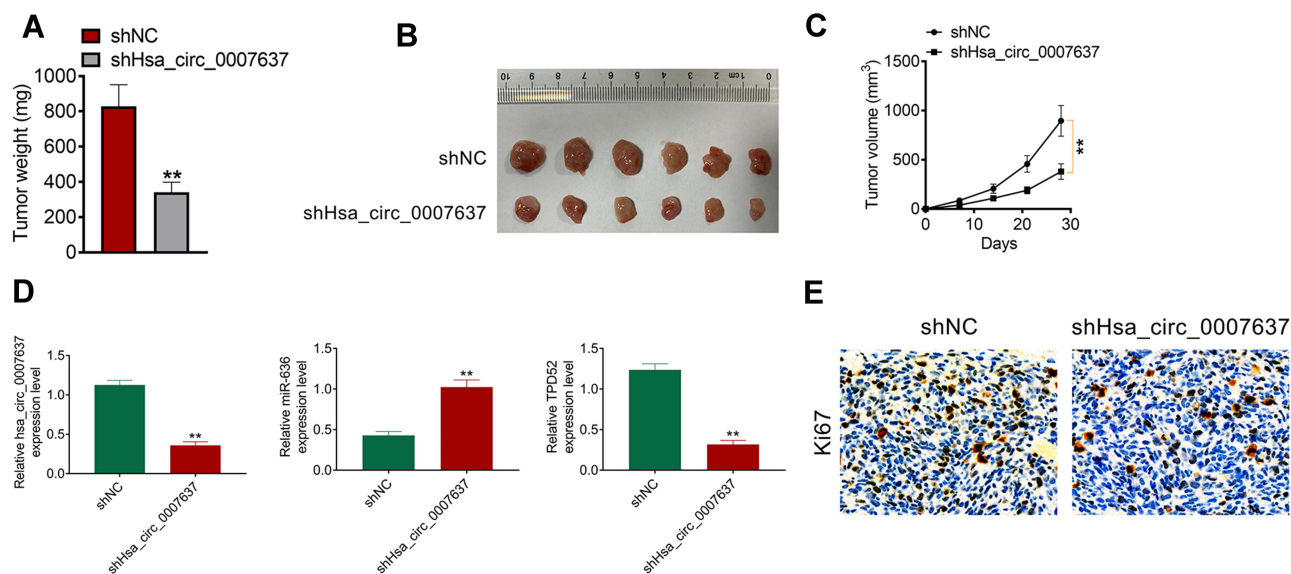 A
shNC
shHsa_circ_0007637
Tumor weight (mg)
1000
800
600
400
200
0
**
B
10 9 8 7 6 5 4 3 2 1cm 0
shNC
shHsa_circ_0007637
C
shNC
shHsa_circ_0007637
Tumor volume (mm³)
1000
500
0
**
0 10 20 30
Days
D
Relative hsa_circ_0007637
expression level
1.5
1.0
0.5
0.0
**
shNC
shHsa_circ_0007637
Relative miR-636
expression level
1.5
1.0
0.5
0.0
**
shNC
shHsa_circ_0007637
Relative TPD52
expression level
1.5
1.0
0.5
0.0
**
shNC
shHsa_circ_0007637
E
shNC
shHsa_circ_0007637
Ki67